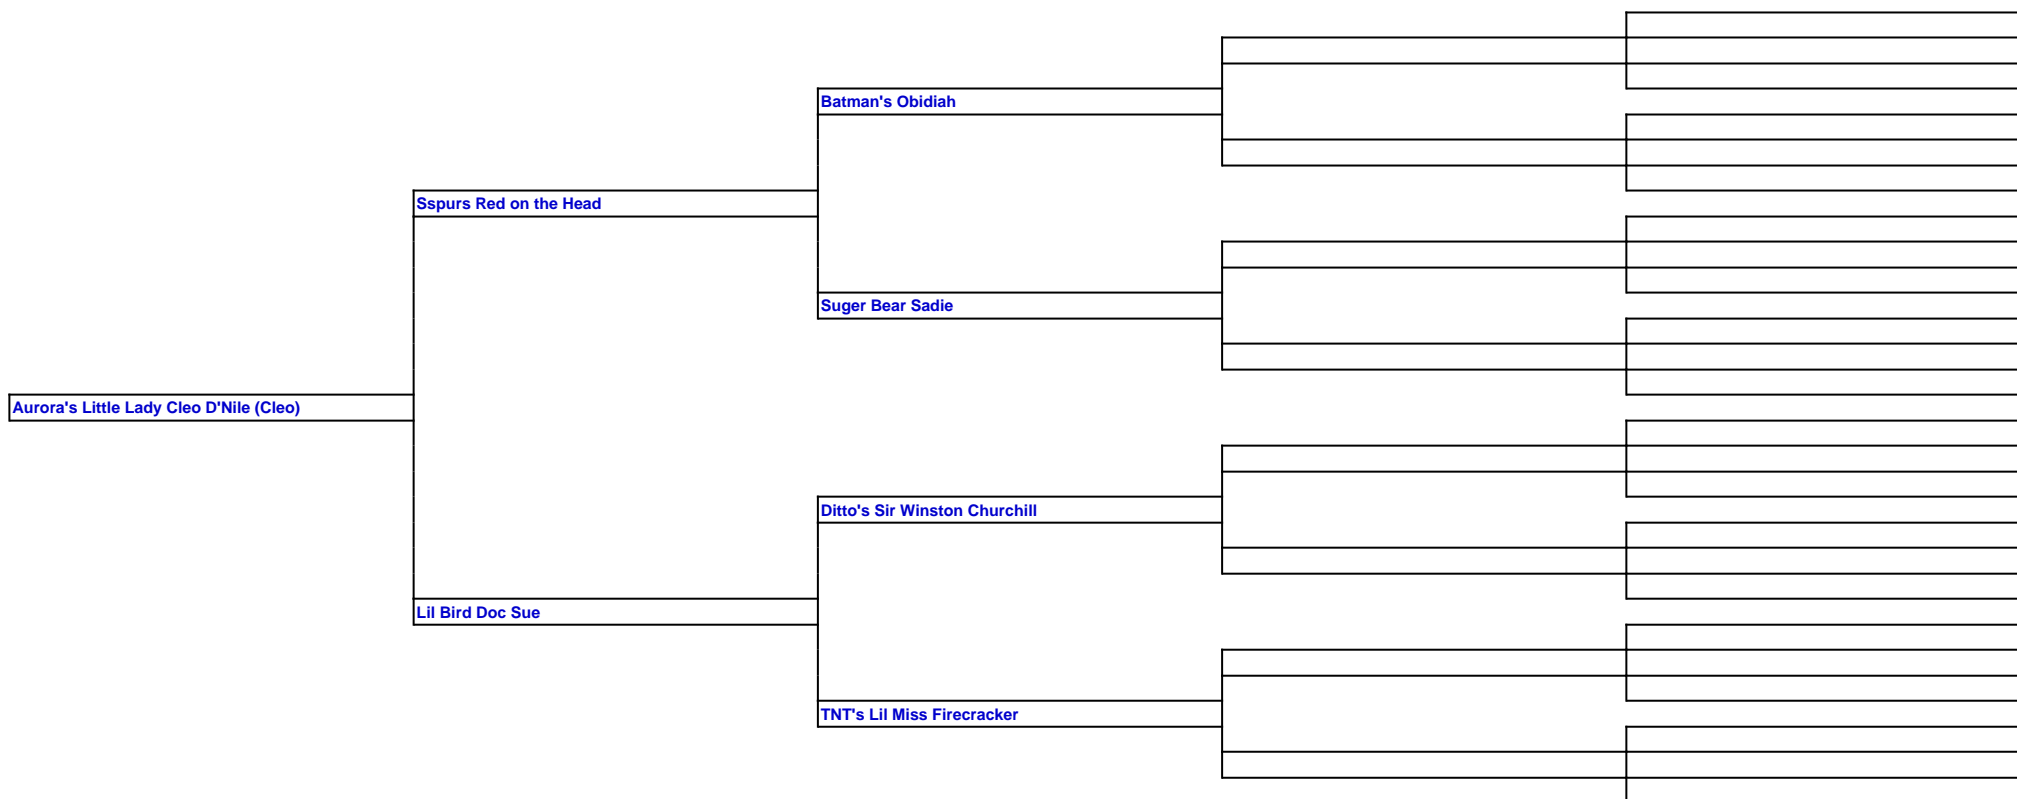 Batman's Obidiah
Sspurs Red on the Head
Suger Bear Sadie
Aurora's Little Lady Cleo D'Nile (Cleo)
Ditto's Sir Winston Churchill
Lil Bird Doc Sue
TNT's Lil Miss Firecracker